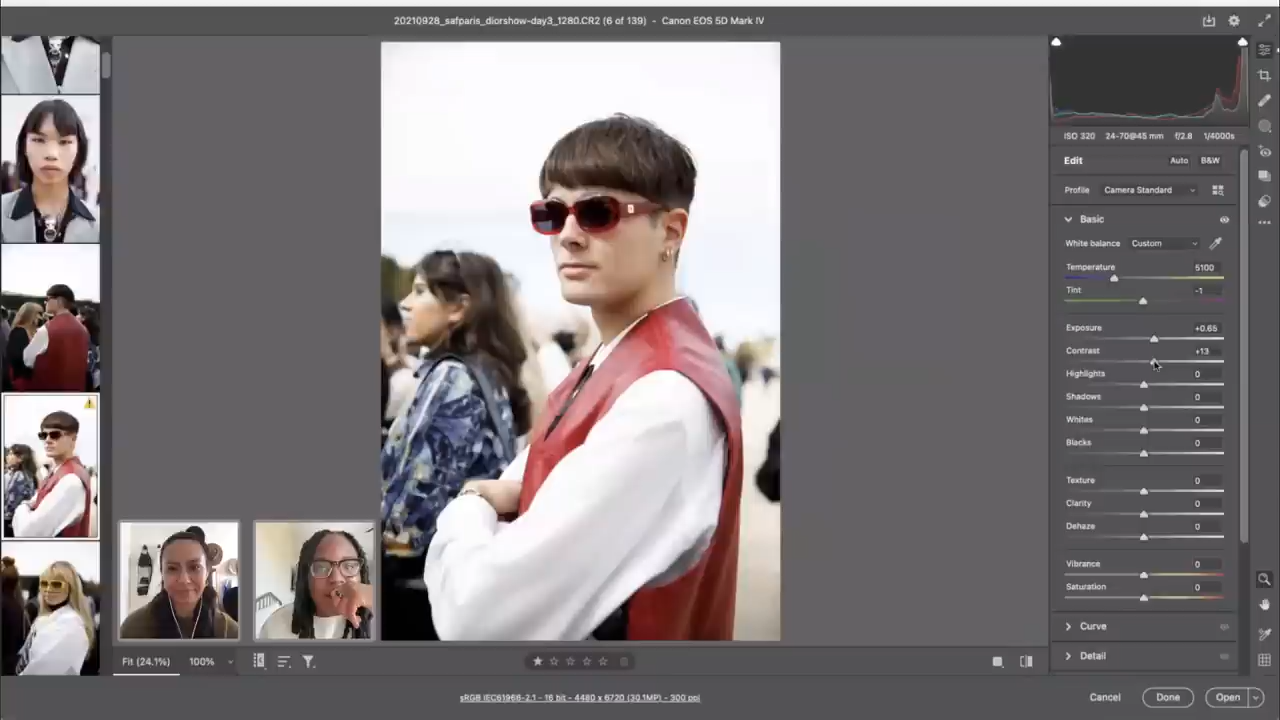 20210928_safparis_diorshow-day3_1280.CR2 (6 of 139) - Canon EOS 5D Mark IV
ISO 320 24-70@45 mm f/2.8 1/4000s
Edit Auto B&W
Profile Camera Standard
Basic
White balance Custom
Temperature 5100
Tint -1
Exposure +0.65
Contrast +13
Highlights 0
Shadows 0
Whites 0
Blacks 0
Texture 0
Clarity 0
Dehaze 0
Vibrance 0
Saturation 0
Curve
Detail
Fit (24.1%) 100%
sRGB IEC61966-2.1 - 16 bit - 4480 x 6720 (30.1MP) - 300 ppi
Cancel Done Open